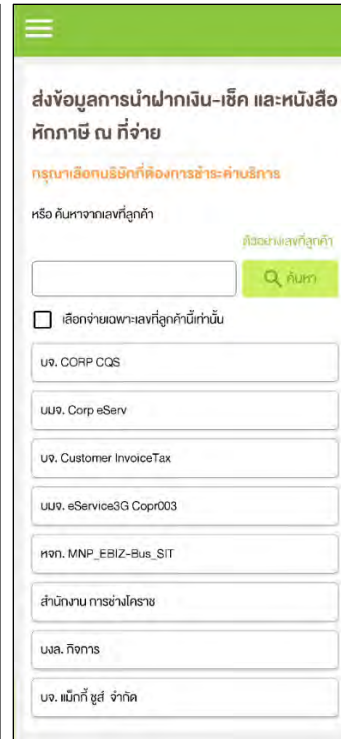 ส่งข้อมูลการนำฝากเงิน-เช็ค และหนังสือ
หักภาษี ณ ที่จ่าย
กรุณาเลือกบริษัทที่ต้องการชำระค่าบริการ
หรือ ค้นหาจากเลขที่ลูกค้า
ตัวอย่างเลขที่ลูกค้า
ค้นหา
เลือกจ่ายเฉพาะเลขที่ลูกค้านี้เท่านั้น
บจ. CORP CQS
บมจ. Corp eServ
บจ. Customer InvoiceTax
บมจ. eService3G Copr003
หจก. MNP_EBIZ-Bus_SIT
สำนักงาน การช่างโคราช
บงล. กิจการ
บจ. แม็กกี้ ชูส์ จำกัด